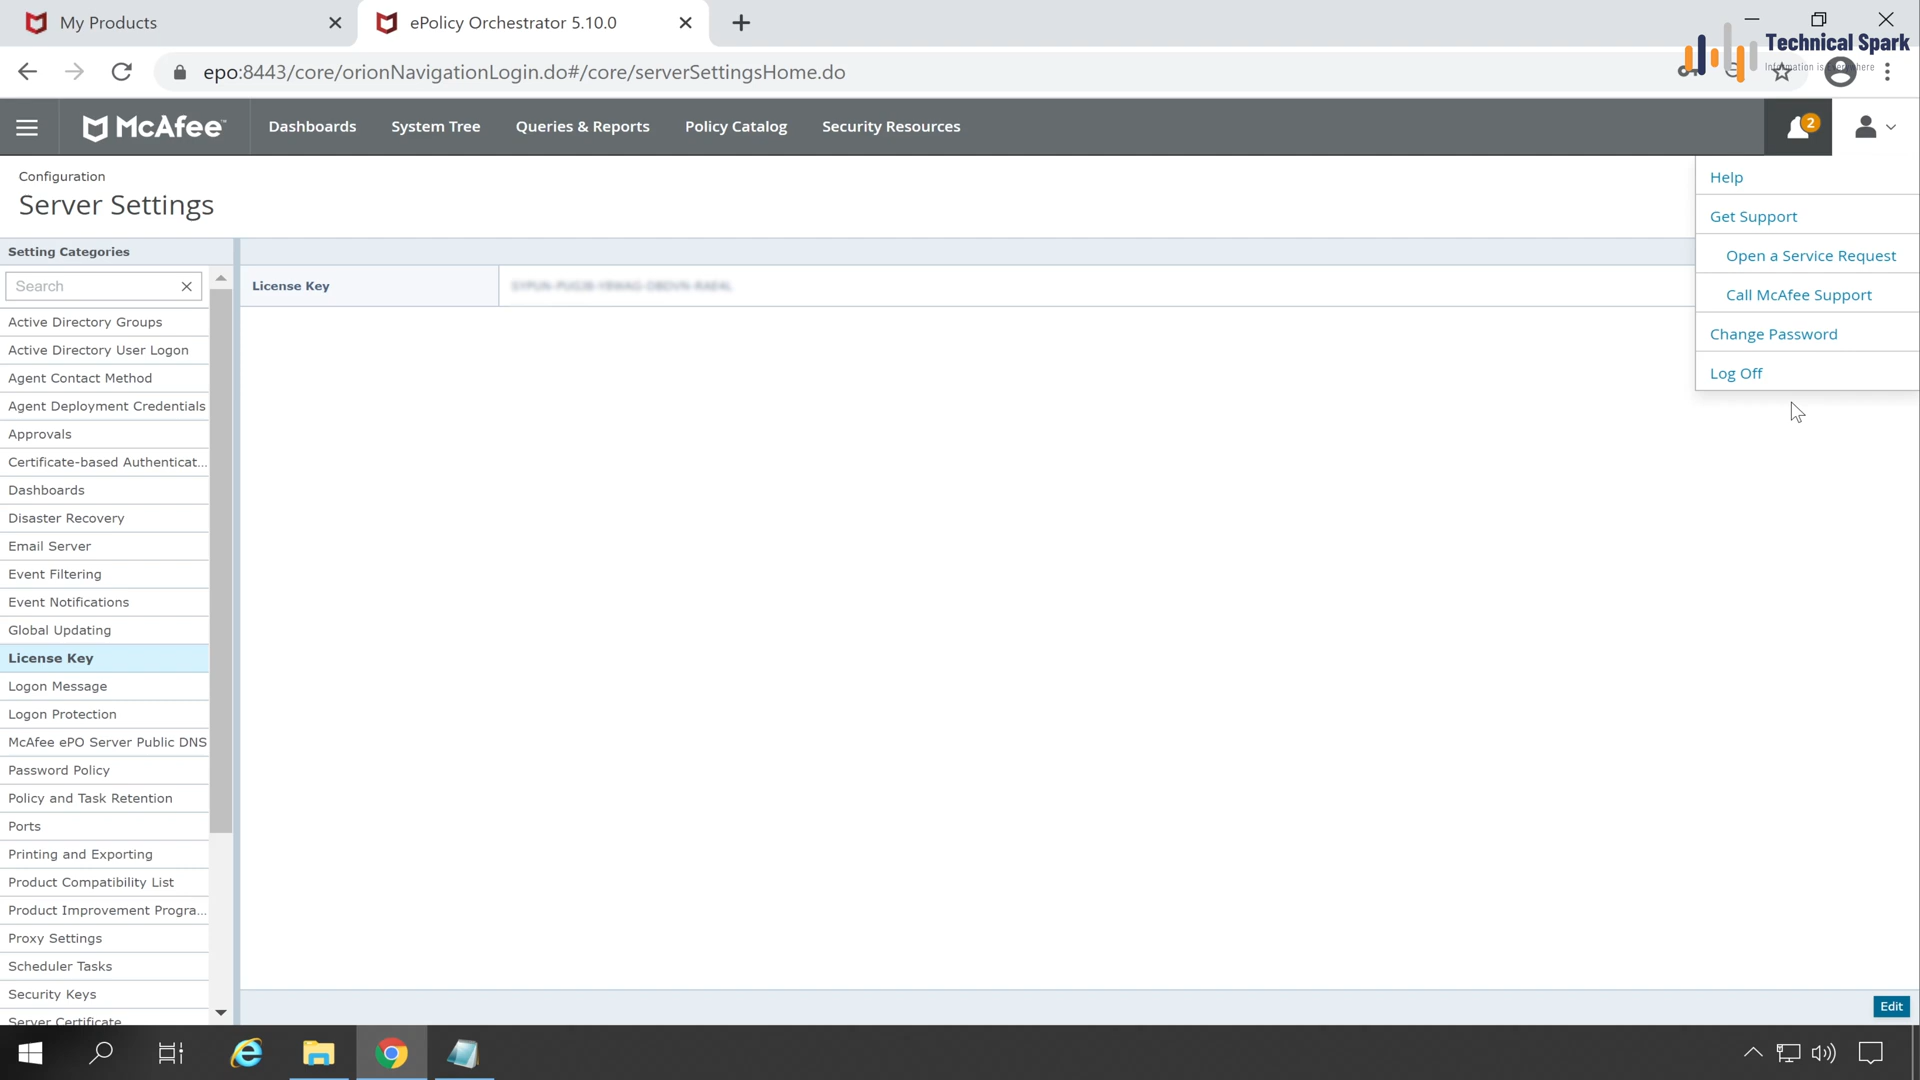 My Products
ePolicy Orchestrator 5.10.0
Technical Spark
epo:8443/core/orionNavigationLogin.do#/core/serverSettingsHome.do
McAfee
Dashboards
System Tree
Queries & Reports
Policy Catalog
Security Resources
2
Configuration
Server Settings
Help
Get Support
Open a Service Request
Call McAfee Support
Change Password
Log Off
Setting Categories
Search
License Key
Active Directory Groups
Active Directory User Logon
Agent Contact Method
Agent Deployment Credentials
Approvals
Certificate-based Authenticat...
Dashboards
Disaster Recovery
Email Server
Event Filtering
Event Notifications
Global Updating
License Key
Logon Message
Logon Protection
McAfee ePO Server Public DNS
Password Policy
Policy and Task Retention
Ports
Printing and Exporting
Product Compatibility List
Product Improvement Progra...
Proxy Settings
Scheduler Tasks
Security Keys
Server Certificate
Edit